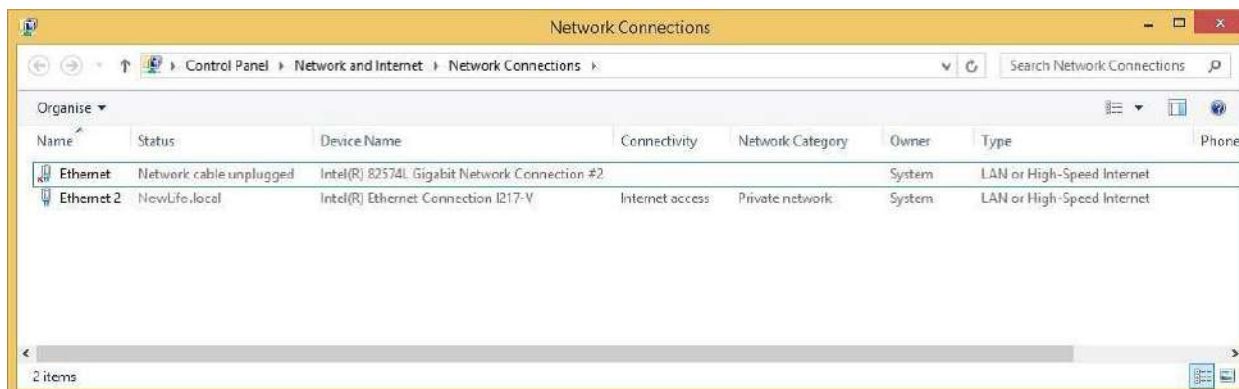 Network Connections
Control Panel Network and Internet Network Connections Search Network Connections
Organise
Name Status Device Name Connectivity Network Category Owner Type Phone
Ethernet Network cable unplugged Intel(R) 82574L Gigabit Network Connection #2 System LAN or High-Speed Internet
Ethernet 2 NewLife.local Intel(R) Ethernet Connection I217-V Internet access Private network System LAN or High-Speed Internet
2 items